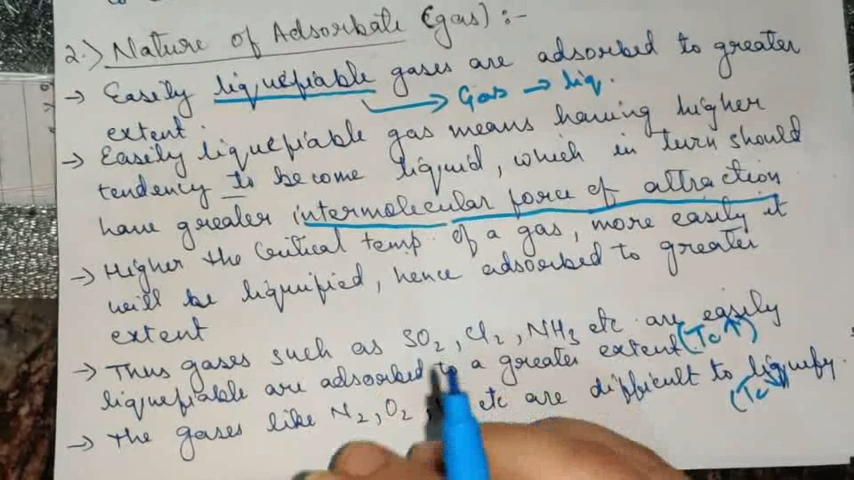 2.) Nature of Adsorbate (gas) :-
→ Easily liquefiable gases are adsorbed to greater
extent.
→ Gas → liq.
→ Easily liquefiable gas means having higher
tendency to become liquid, which in turn should
have greater intermolecular force of attraction
→ Higher the Critical temp. of a gas, more easily it
will be liquified, hence adsorbed to greater
extent
→ Thus gases such as SO2, Cl2, NH3 etc are easily
liquefiable are adsorbed to a greater extent (Tc↑)
→ The gases like N2, O2, etc are difficult to liquefy.
(Tc↓)